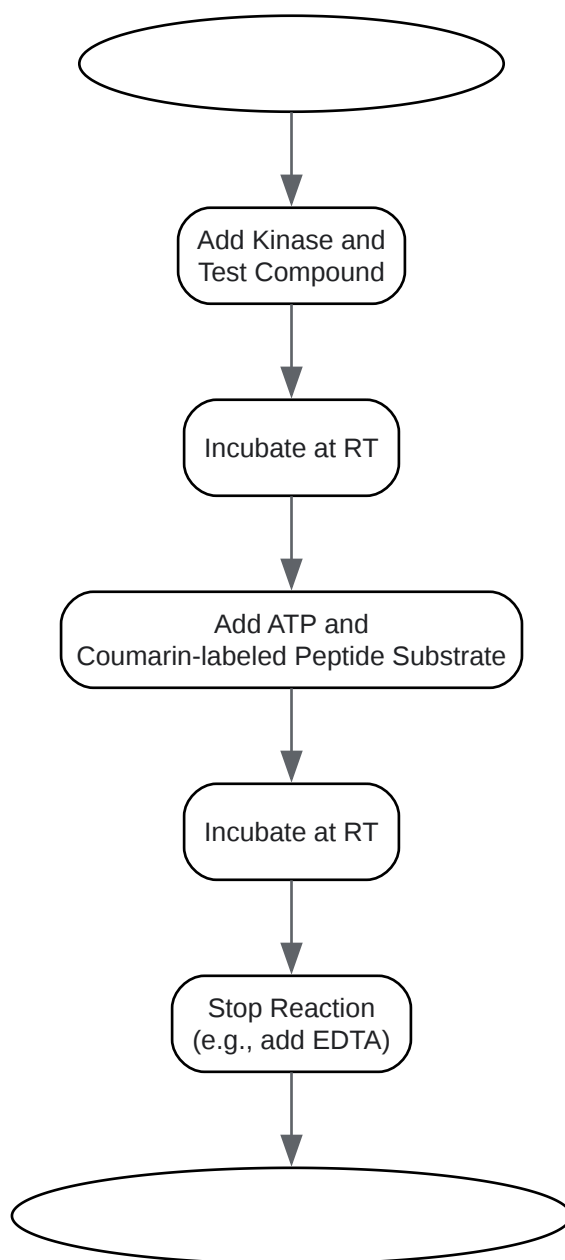 Add Kinase and
Test Compound
Incubate at RT
Add ATP and
Coumarin-labeled Peptide Substrate
Incubate at RT
Stop Reaction
(e.g., add EDTA)